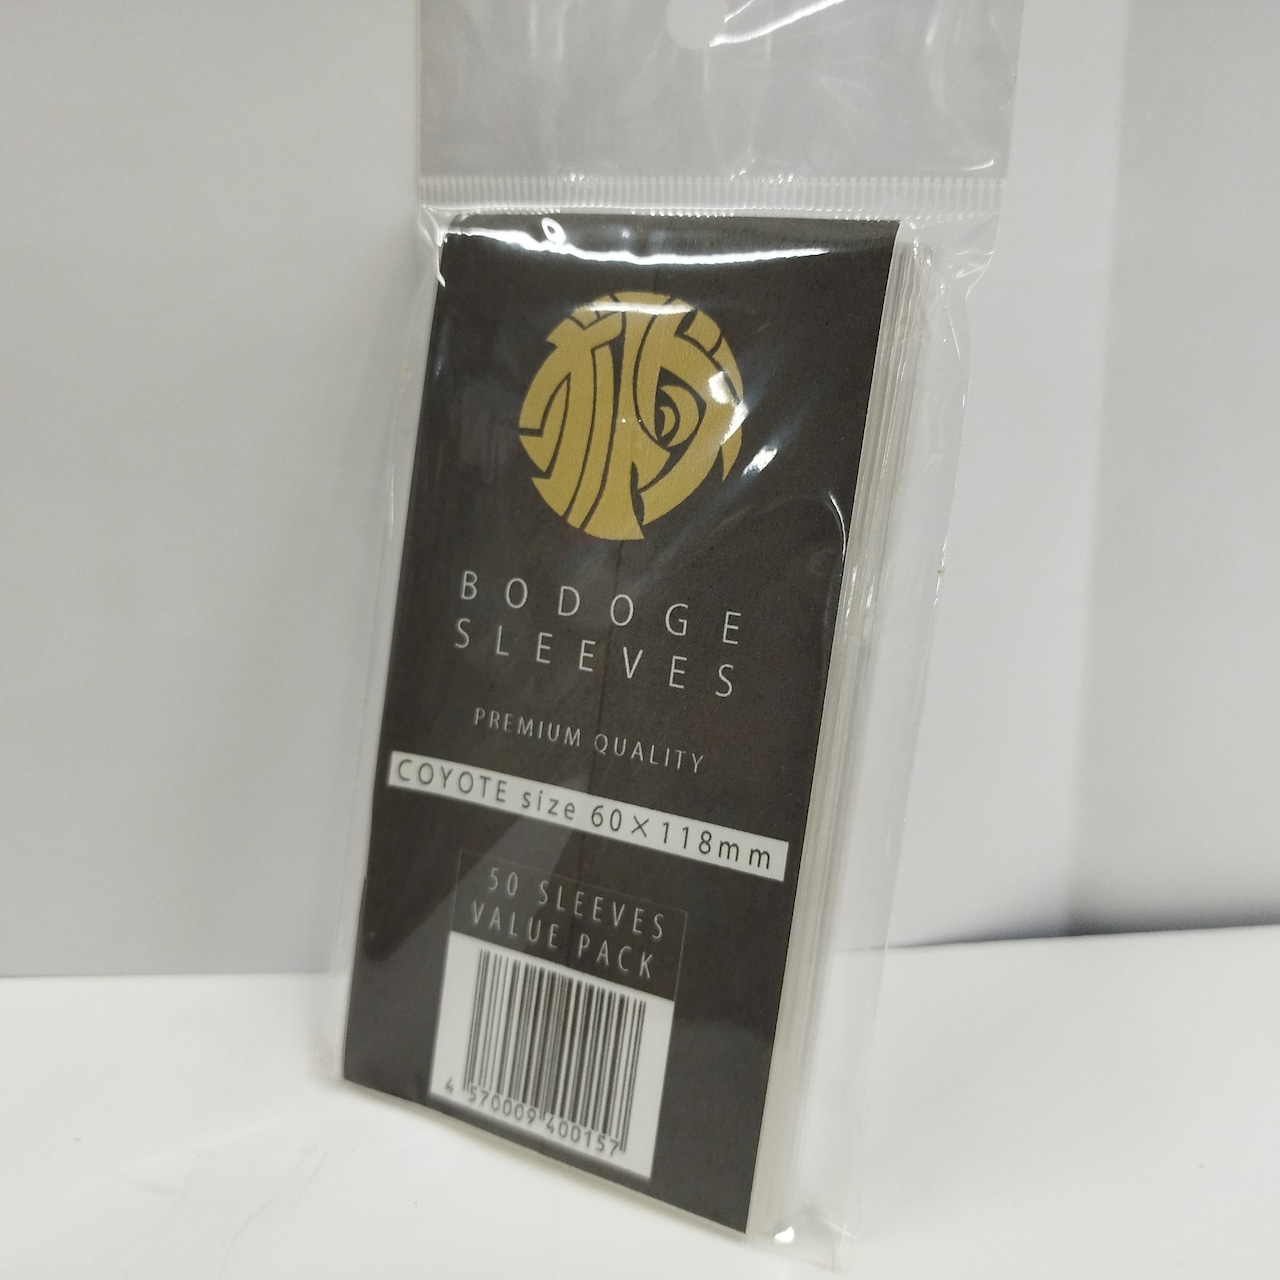 BODOGE
SLEEVES
PREMIUM QUALITY
COYOTE size 60×118mm
50 SLEEVES
VALUE PACK
4 570009 400157